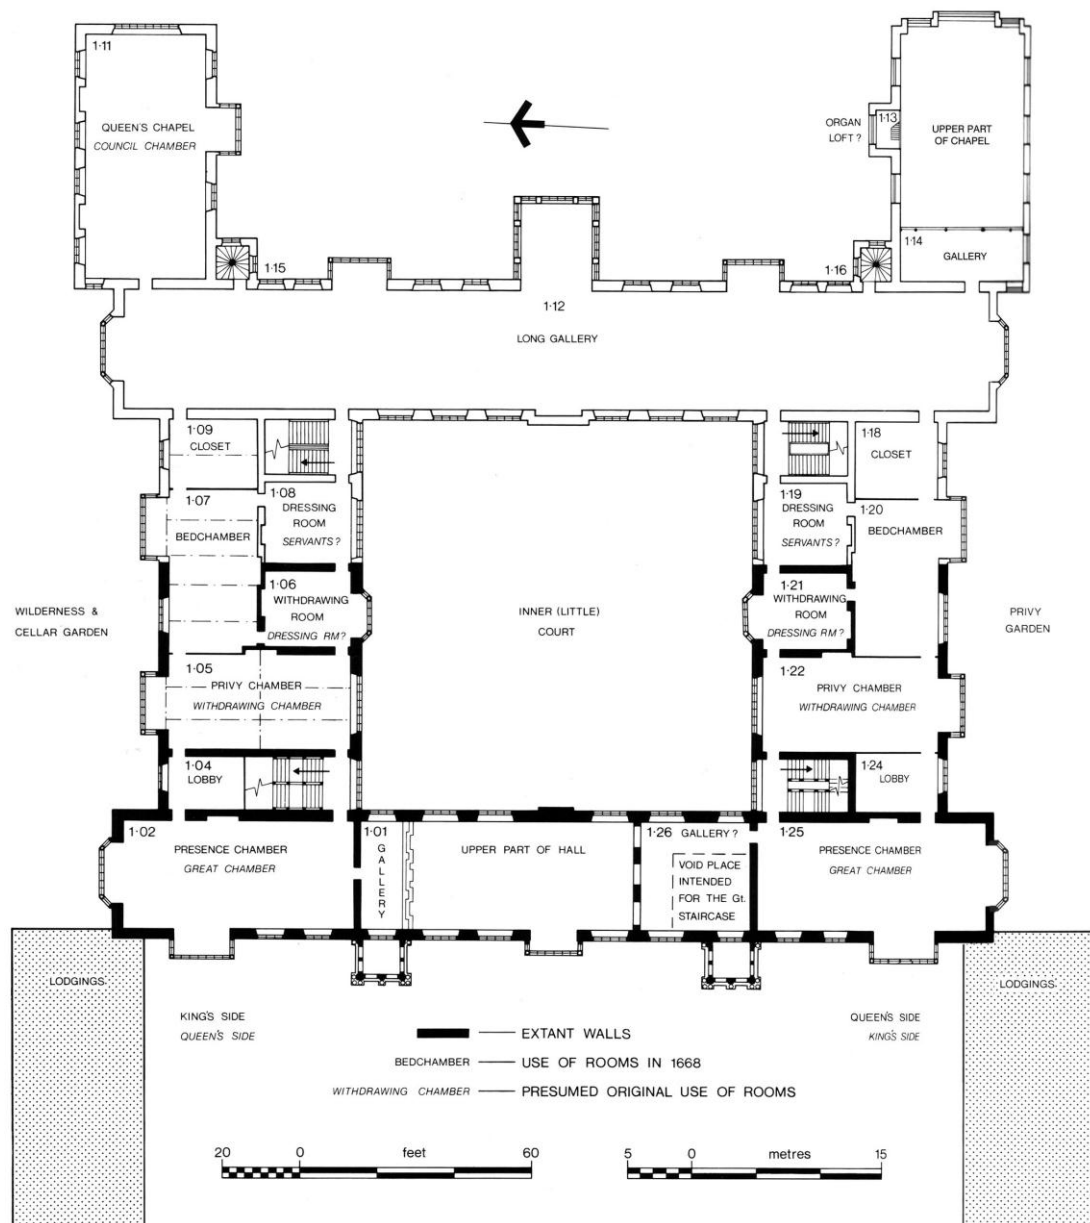 1·11
QUEEN'S CHAPEL
COUNCIL CHAMBER
ORGAN
LOFT ?
1·13
UPPER PART
OF CHAPEL
1·14
GALLERY
1·15
1·16
1·12
LONG GALLERY
1·09
CLOSET
1·18
CLOSET
1·07
BEDCHAMBER
1·08
DRESSING
ROOM
SERVANTS ?
1·19
DRESSING
ROOM
SERVANTS ?
1·20
BEDCHAMBER
1·06
WITHDRAWING
ROOM
DRESSING RM ?
1·21
WITHDRAWING
ROOM
DRESSING RM ?
WILDERNESS &
CELLAR GARDEN
INNER (LITTLE)
COURT
PRIVY
GARDEN
1·05
PRIVY CHAMBER
WITHDRAWING CHAMBER
1·22
PRIVY CHAMBER
WITHDRAWING CHAMBER
1·04
LOBBY
1·24
LOBBY
1·02
PRESENCE CHAMBER
GREAT CHAMBER
1·01
GALLERY
UPPER PART OF HALL
1·26
GALLERY ?
VOID PLACE
INTENDED
FOR THE Gt.
STAIRCASE
1·25
PRESENCE CHAMBER
GREAT CHAMBER
LODGINGS
LODGINGS
KING'S SIDE
QUEEN'S SIDE
QUEEN'S SIDE
KING'S SIDE
EXTANT WALLS
BEDCHAMBER USE OF ROOMS IN 1668
WITHDRAWING CHAMBER PRESUMED ORIGINAL USE OF ROOMS
20 0 feet 60
5 0 metres 15